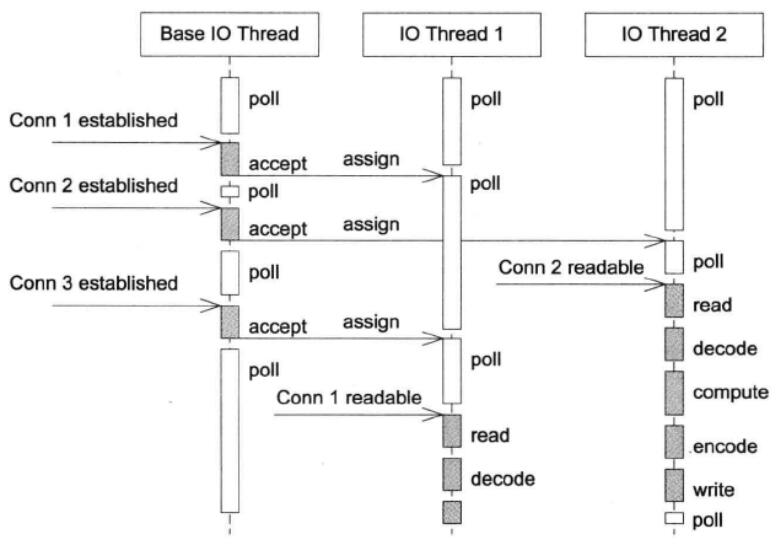 Base IO Thread
IO Thread 1
IO Thread 2
poll
poll
poll
Conn 1 established
accept
assign
poll
Conn 2 established
poll
accept
assign
poll
Conn 2 readable
Conn 3 established
poll
read
accept
assign
decode
poll
poll
Conn 1 readable
compute
read
encode
decode
write
poll